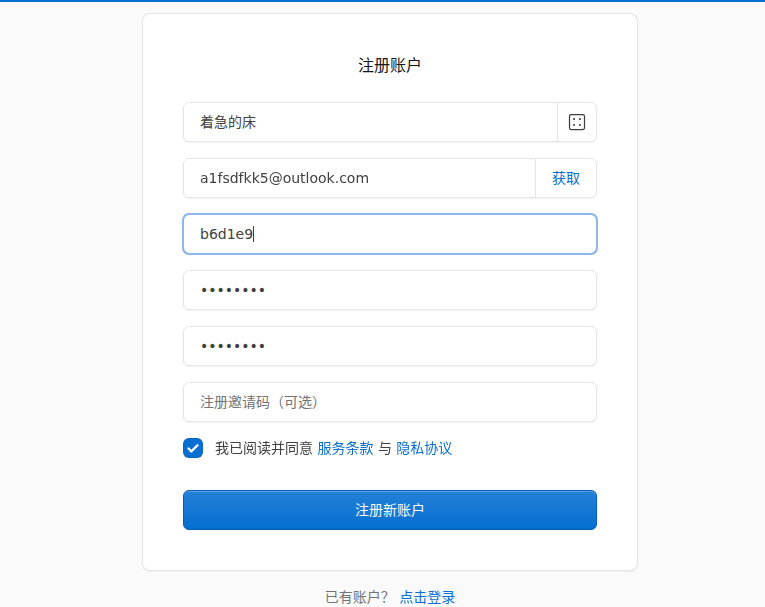 注册账户
着急的床
a1fsdfkk5@outlook.com 获取
b6d1e9
••••••••
••••••••
注册邀请码（可选）
我已阅读并同意 服务条款 与 隐私协议
注册新账户
已有账户? 点击登录